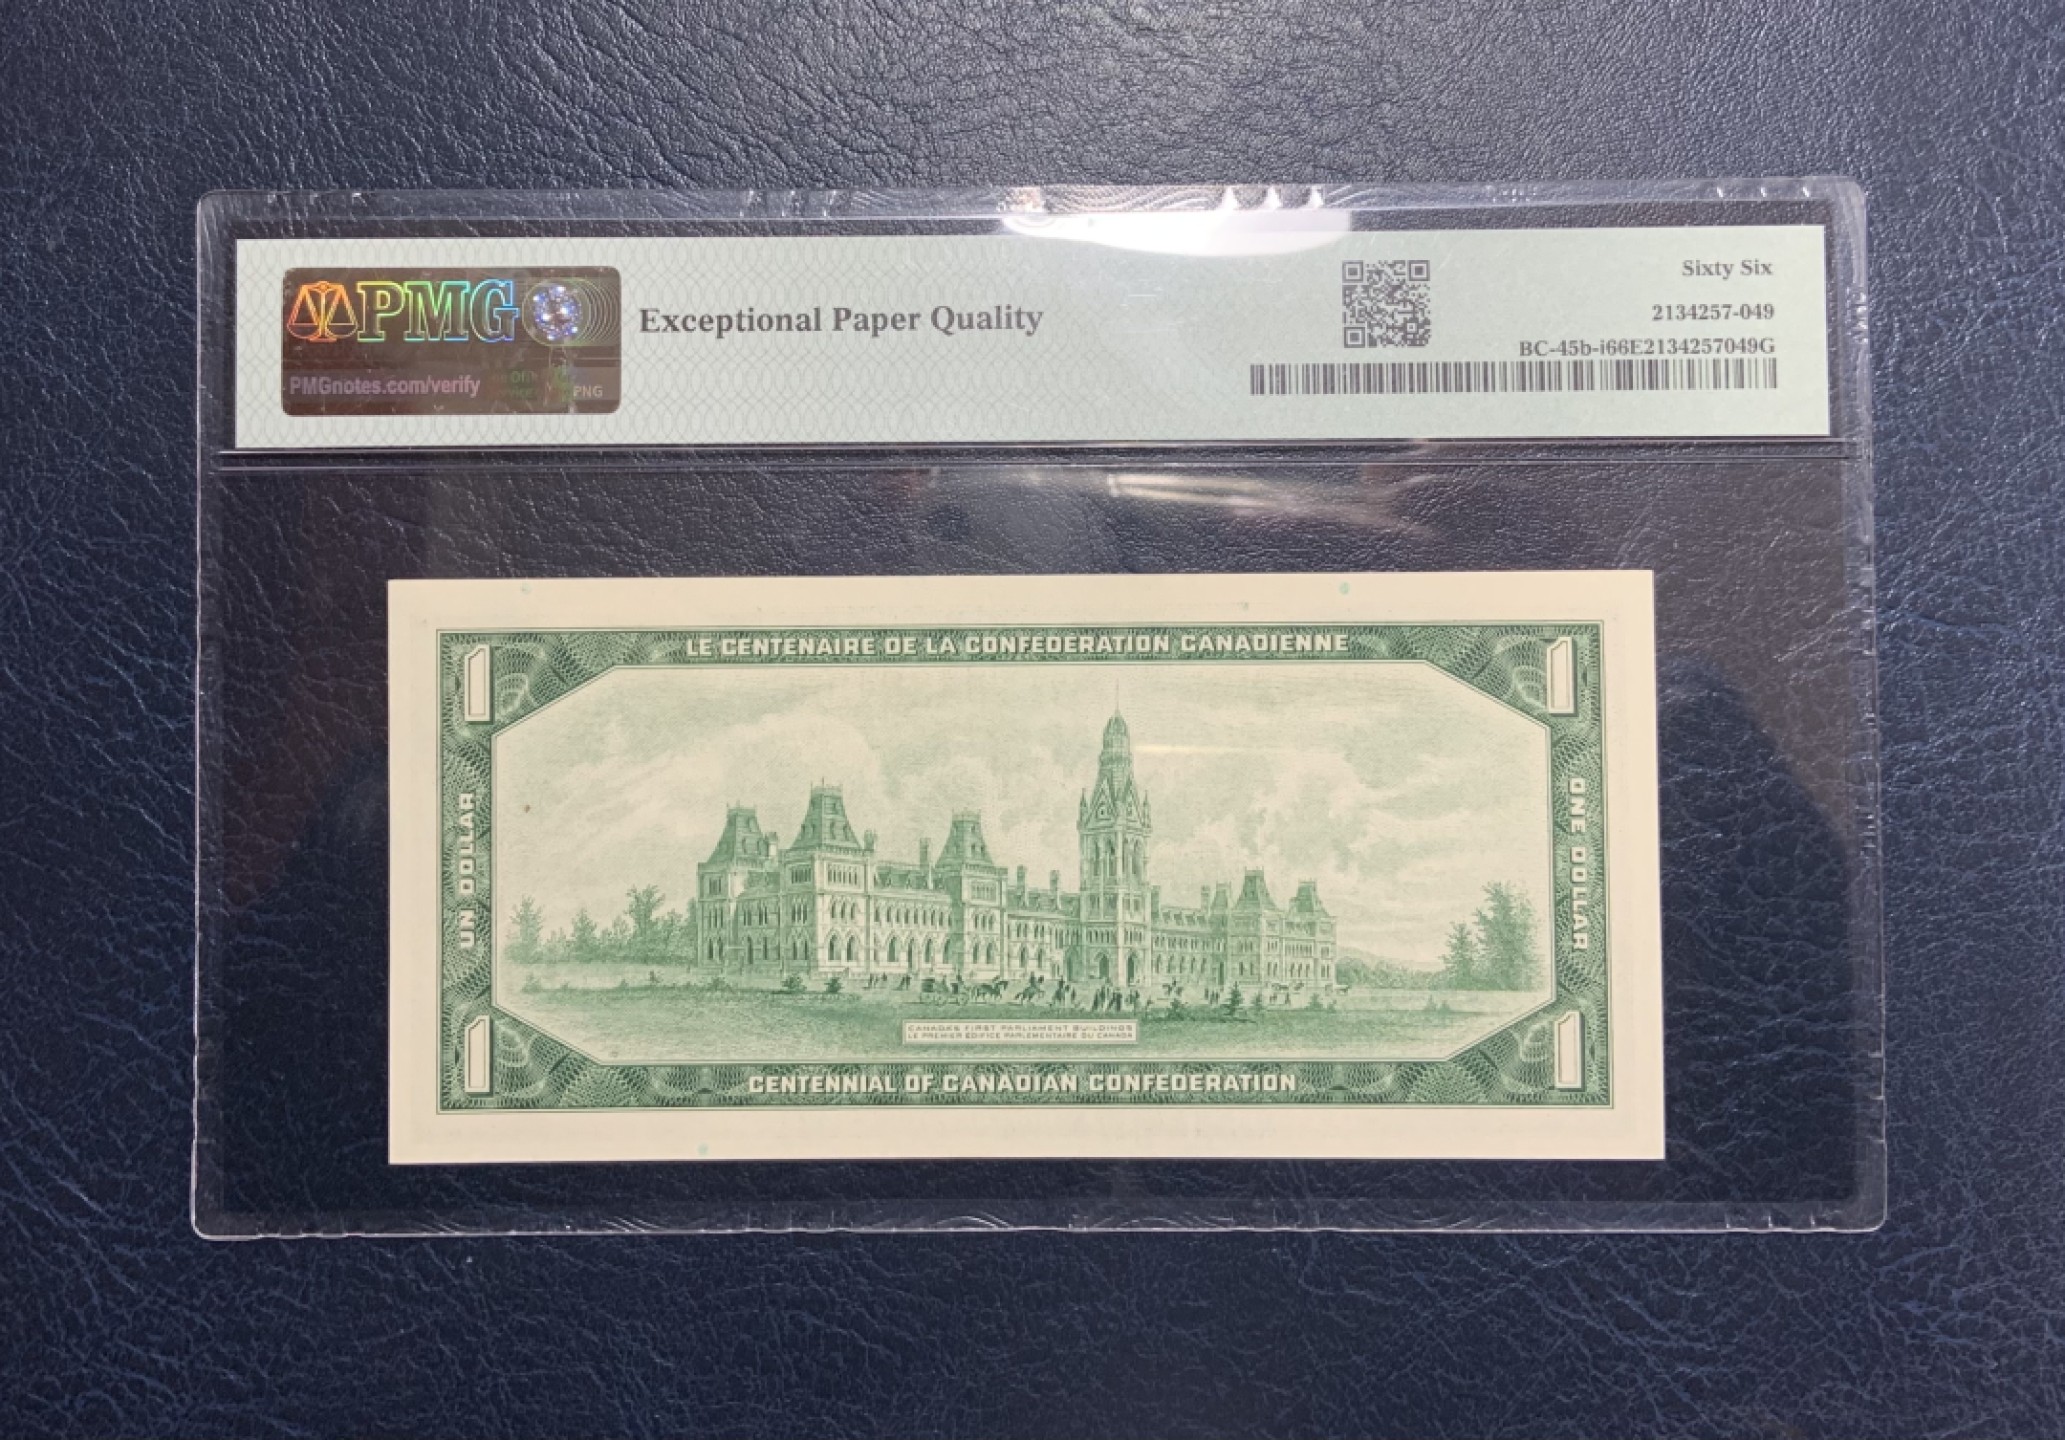 PMG
PMGnotes.com/verify
PNG
Exceptional Paper Quality
Sixty Six
2134257-049
BC-45b-i66E2134257049G
LE CENTENAIRE DE LA CONFEDERATION CANADIENNE
1
1
UN DOLLAR
ONE DOLLAR
CANADA'S FIRST PARLIAMENT BUILDINGS
LE PREMIER EDIFICE PARLEMENTAIRE DU CANADA
1
1
CENTENNIAL OF CANADIAN CONFEDERATION